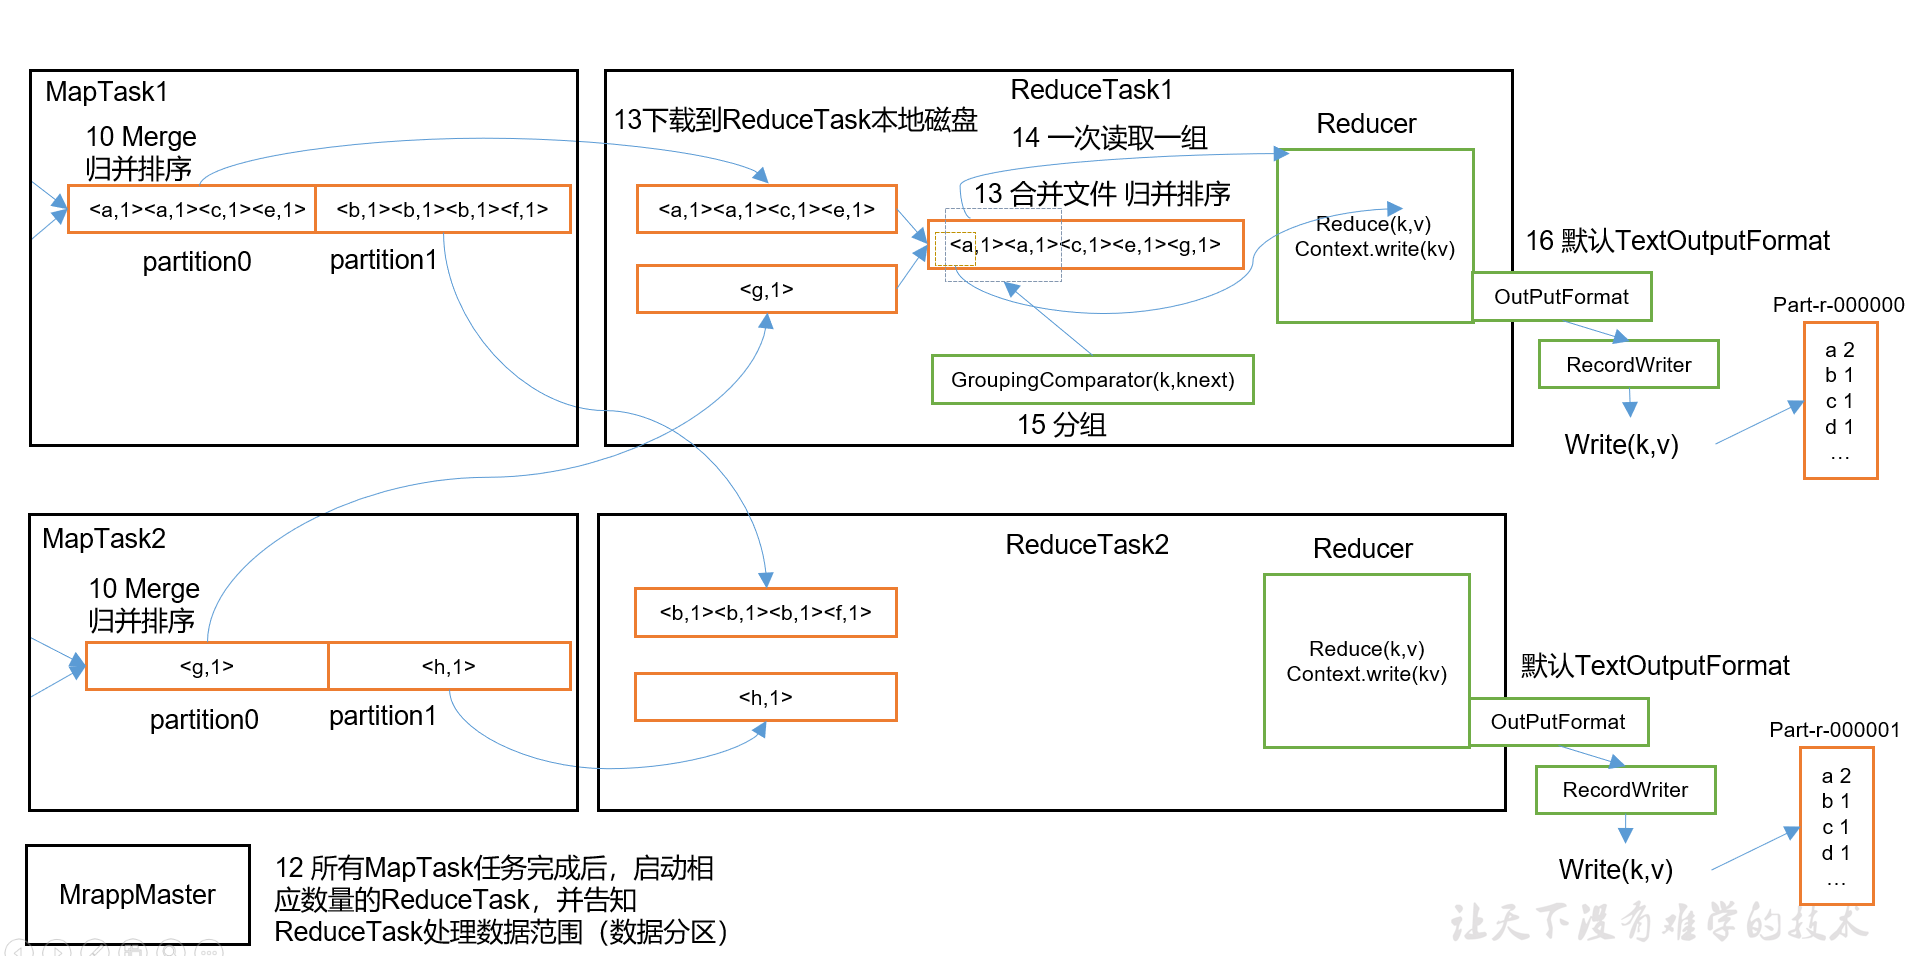 MapTask1
10 Merge
归并排序
<a,1><a,1><c,1><e,1>
<b,1><b,1><b,1><f,1>
partition0
partition1
ReduceTask1
13下载到ReduceTask本地磁盘
14 一次读取一组
Reducer
<a,1><a,1><c,1><e,1>
13 合并文件 归并排序
<a,1><a,1><c,1><e,1><g,1>
<g,1>
Reduce(k,v)
Context.write(kv)
GroupingComparator(k,knext)
15 分组
16 默认TextOutputFormat
OutPutFormat
RecordWriter
Write(k,v)
Part-r-000000
a 2
b 1
c 1
d 1
...
MapTask2
10 Merge
归并排序
<g,1>
<h,1>
partition0
partition1
ReduceTask2
Reducer
<b,1><b,1><b,1><f,1>
<h,1>
Reduce(k,v)
Context.write(kv)
默认TextOutputFormat
OutPutFormat
RecordWriter
Write(k,v)
Part-r-000001
a 2
b 1
c 1
d 1
...
MrappMaster
12 所有MapTask任务完成后，启动相
应数量的ReduceTask，并告知
ReduceTask处理数据范围（数据分区）
让天下没有难学的技术